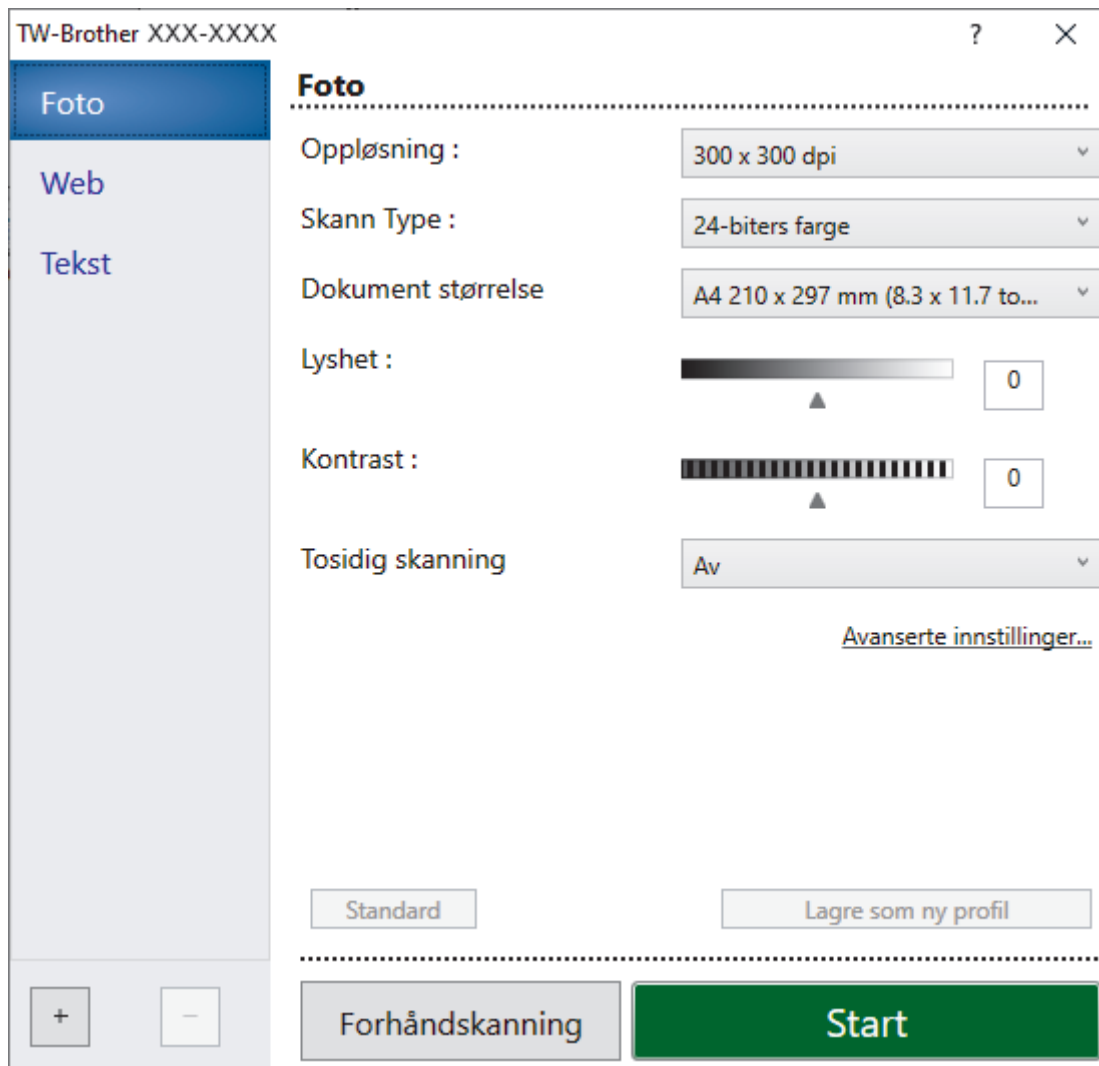 TW-Brother XXX-XXXX ?
Foto
Web
Tekst
Foto
Oppløsning : 300 x 300 dpi
Skann Type : 24-biters farge
Dokument størrelse A4 210 x 297 mm (8.3 x 11.7 to...
Lyshet : 0
Kontrast : 0
Tosidig skanning Av
Avanserte innstillinger...
Standard Lagre som ny profil
+ − Forhåndskanning Start